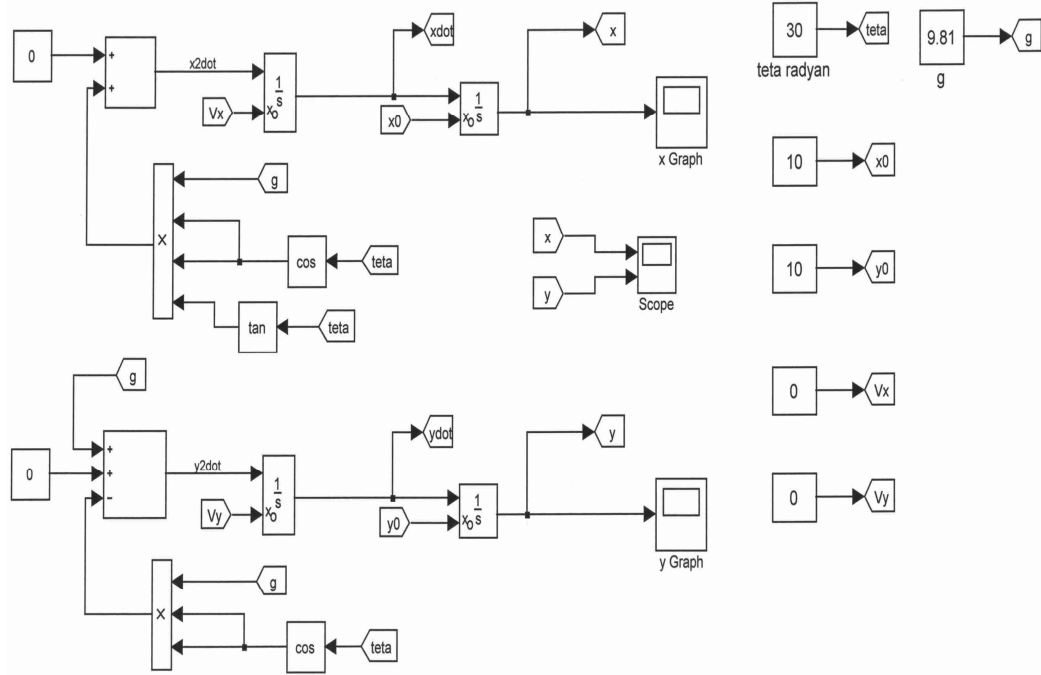 xdot
x
30
teta
teta radyan
9.81
g
g
0
+
+
x2dot
1
s
xo
Vx
x0
1
s
xo
x Graph
10
x0
g
X
cos
teta
tan
teta
x
y
Scope
10
y0
g
0
Vx
0
+
+
−
y2dot
1
s
xo
Vy
ydot
y
y0
1
s
xo
y Graph
0
Vy
g
X
cos
teta